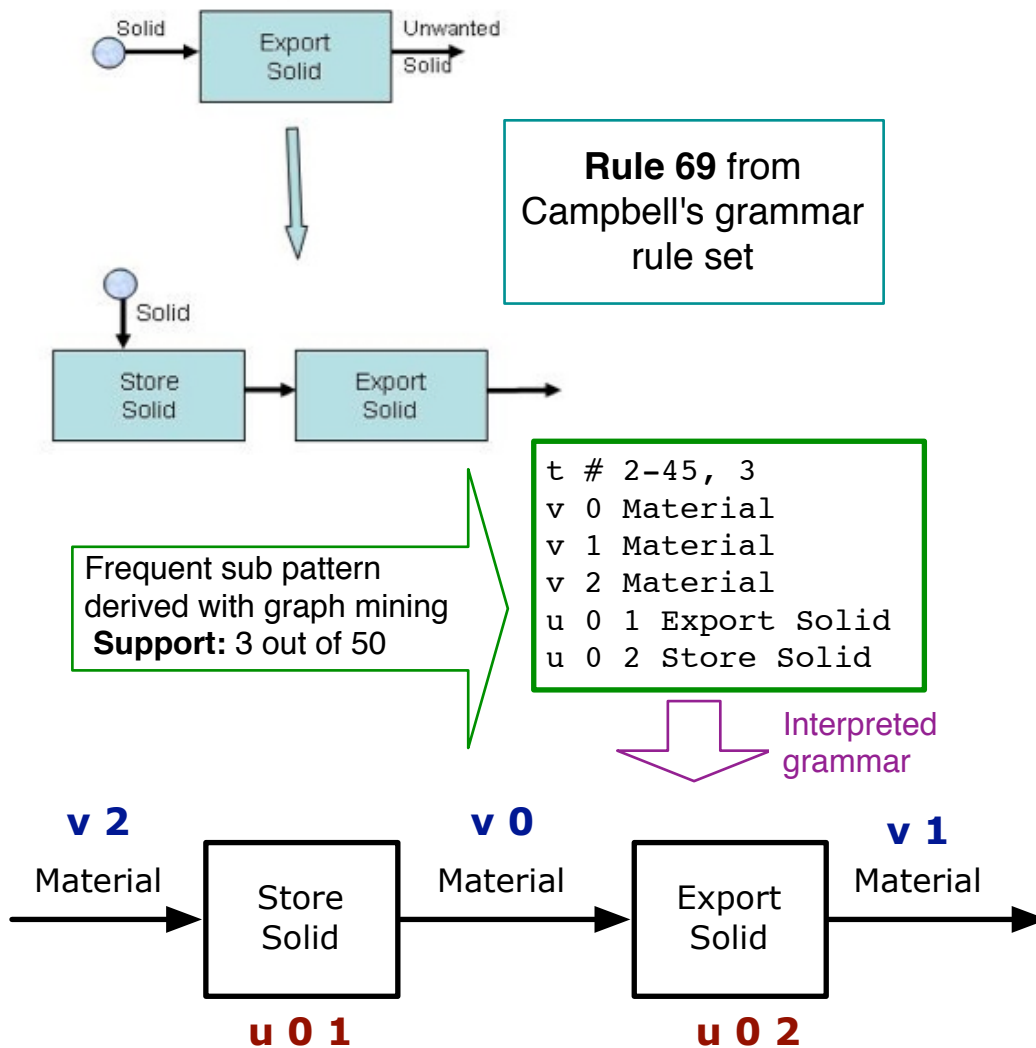 Solid
Export
Solid
Unwanted
Solid
Rule 69 from
Campbell's grammar
rule set
Solid
Store
Solid
Export
Solid
Frequent sub pattern
derived with graph mining
Support: 3 out of 50
t # 2-45, 3
v 0 Material
v 1 Material
v 2 Material
u 0 1 Export Solid
u 0 2 Store Solid
Interpreted
grammar
v 2
Material
Store
Solid
u 0 1
v 0
Material
Export
Solid
u 0 2
v 1
Material